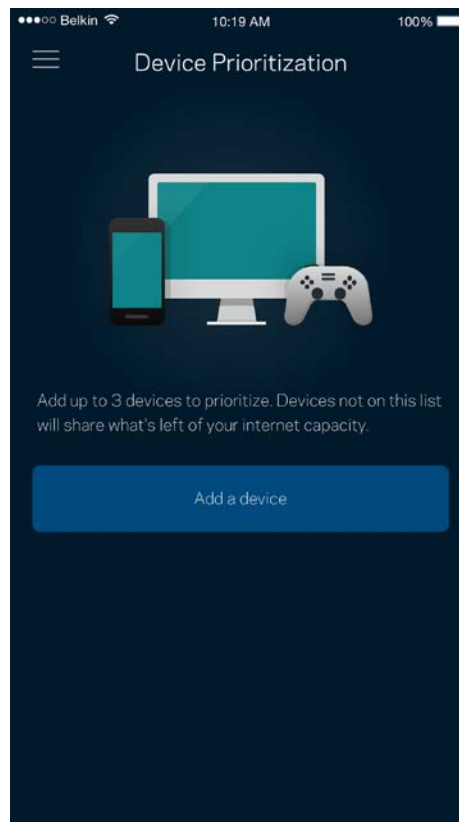 Belkin 10:19 AM 100%
Device Prioritization
Add up to 3 devices to prioritize. Devices not on this list
will share what's left of your internet capacity.
Add a device